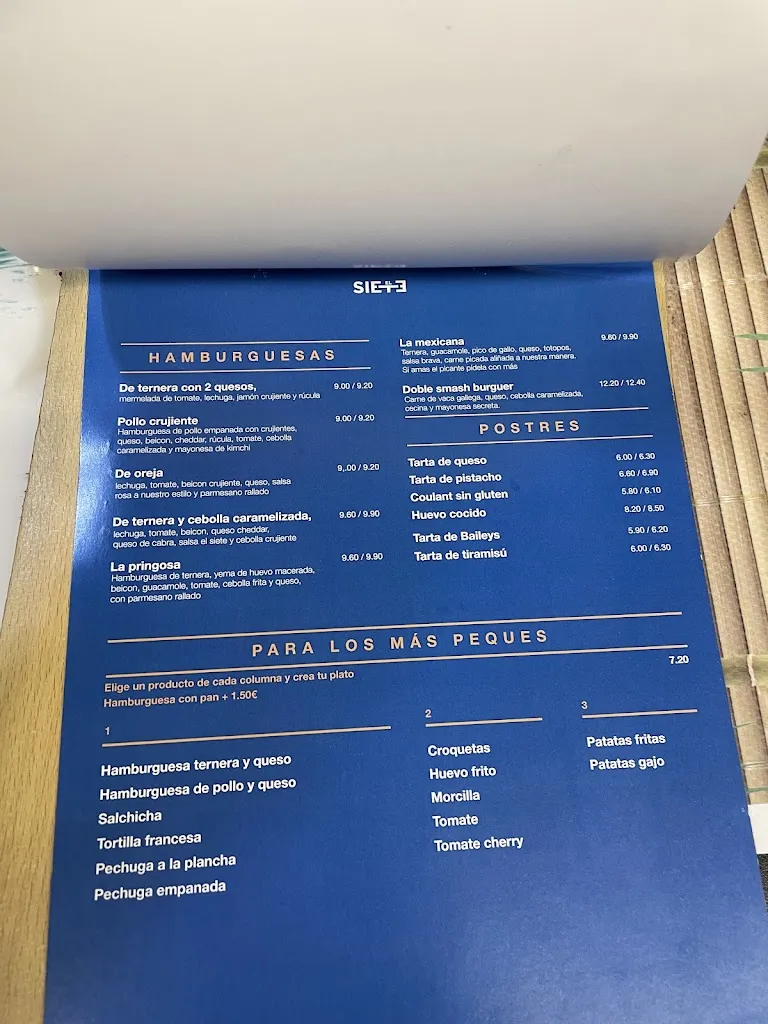 SIETE
HAMBURGUESAS
De ternera con 2 quesos, 9.00 / 9.20
mermelada de tomate, lechuga, jamón crujiente y rúcula
Pollo crujiente 9.00 / 9.20
Hamburguesa de pollo empanada con crujientes,
queso, beicon, cheddar, rúcula, tomate, cebolla
caramelizada y mayonesa de kimchi
De oreja 9,.00 / 9.20
lechuga, tomate, beicon crujiente, queso, salsa
rosa a nuestro estilo y parmesano rallado
De ternera y cebolla caramelizada, 9.60 / 9.90
lechuga, tomate, beicon, queso cheddar,
queso de cabra, salsa el siete y cebolla crujiente
La pringosa 9.60 / 9.90
Hamburguesa de ternera, yema de huevo macerada,
beicon, guacamole, tomate, cebolla frita y queso,
con parmesano rallado
La mexicana 9.60 / 9.90
Ternera, guacamole, pico de gallo, queso, totopos,
salsa brava, carne picada aliñada a nuestra manera.
Si amas el picante pídela con más
Doble smash burguer 12.20 / 12.40
Carne de vaca gallega, queso, cebolla caramelizada,
cecina y mayonesa secreta.
POSTRES
Tarta de queso 6.00 / 6.30
Tarta de pistacho 6.60 / 6.90
Coulant sin gluten 5.80 / 6.10
Huevo cocido 8.20 / 8.50
Tarta de Baileys 5.90 / 6.20
Tarta de tiramisú 6.00 / 6.30
PARA LOS MÁS PEQUES
Elige un producto de cada columna y crea tu plato 7.20
Hamburguesa con pan + 1.50€
1
Hamburguesa ternera y queso
Hamburguesa de pollo y queso
Salchicha
Tortilla francesa
Pechuga a la plancha
Pechuga empanada
2
Croquetas
Huevo frito
Morcilla
Tomate
Tomate cherry
3
Patatas fritas
Patatas gajo